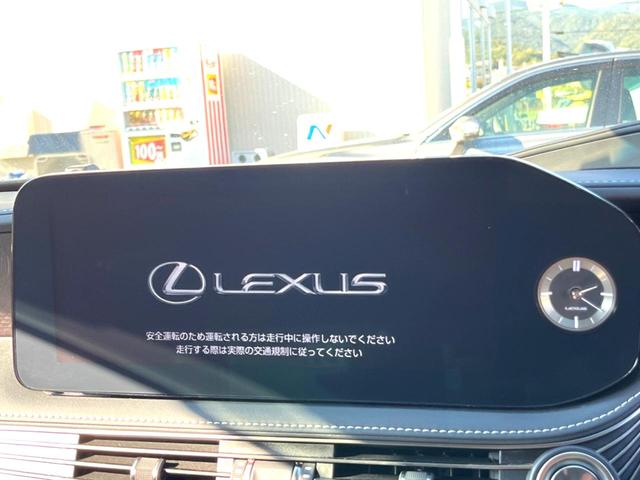 100
LEXUS
安全運転のため運転される方は走行中に操作しないでください
走行する際は実際の交通規制に従ってください
LEXUS